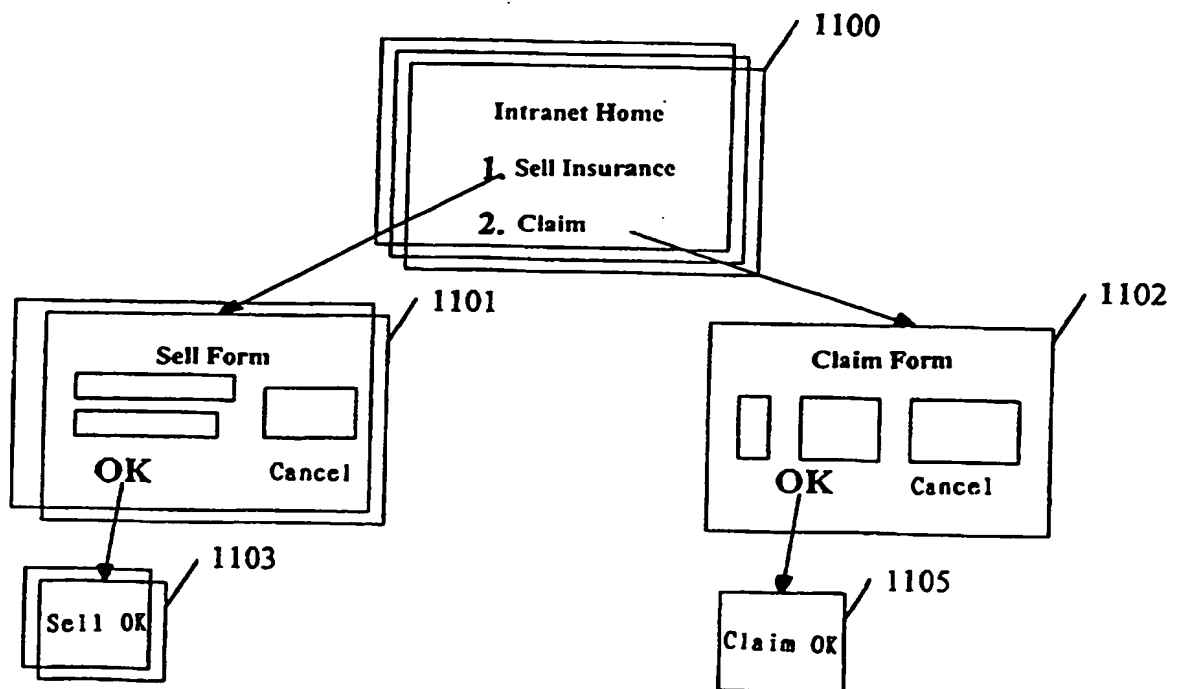 1100
Intranet Home
1. Sell Insurance
2. Claim
1101
Sell Form
OK Cancel
1102
Claim Form
OK Cancel
1103
Sell OK
1105
Claim OK